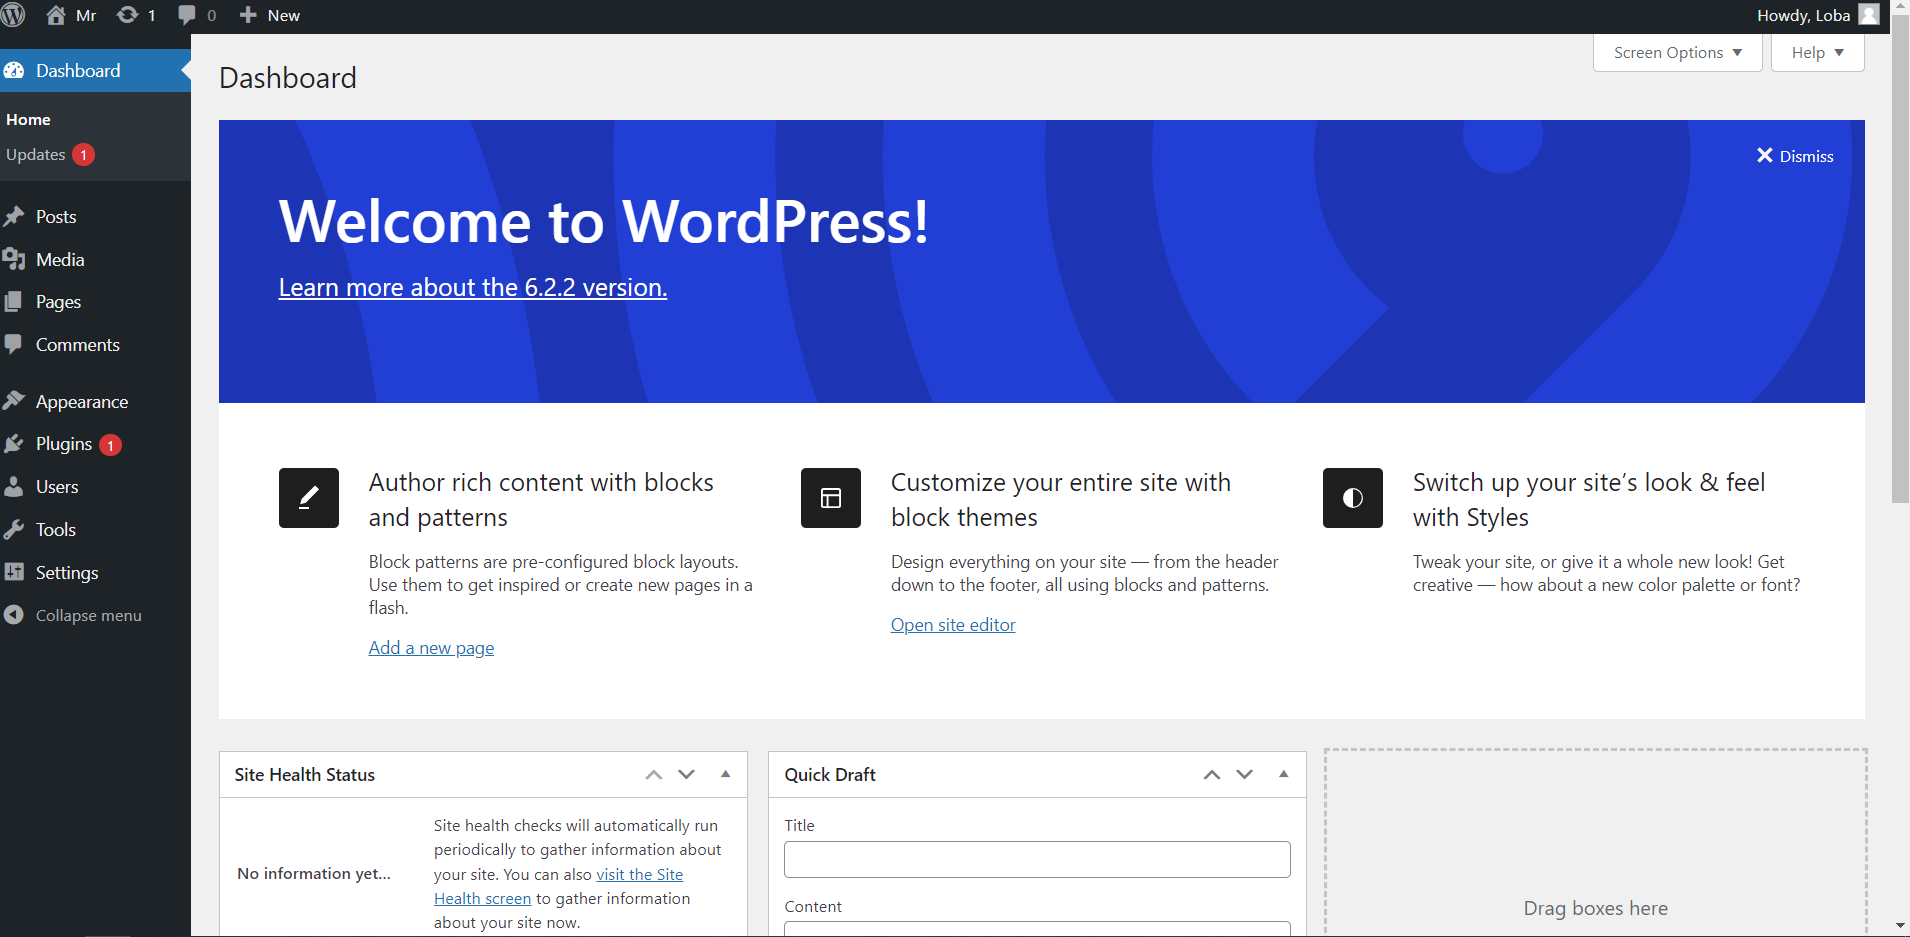 Mr 1 0 New Howdy, Loba
Screen Options Help
Dashboard
Home
Updates 1
Posts
Media
Pages
Comments
Appearance
Plugins 1
Users
Tools
Settings
Collapse menu
Dashboard
Dismiss
Welcome to WordPress!
Learn more about the 6.2.2 version.
Author rich content with blocks
and patterns
Block patterns are pre-configured block layouts.
Use them to get inspired or create new pages in a
flash.
Add a new page
Customize your entire site with
block themes
Design everything on your site — from the header
down to the footer, all using blocks and patterns.
Open site editor
Switch up your site’s look & feel
with Styles
Tweak your site, or give it a whole new look! Get
creative — how about a new color palette or font?
Site Health Status
No information yet...
Site health checks will automatically run
periodically to gather information about
your site. You can also visit the Site
Health screen to gather information
about your site now.
Quick Draft
Title
Content
Drag boxes here